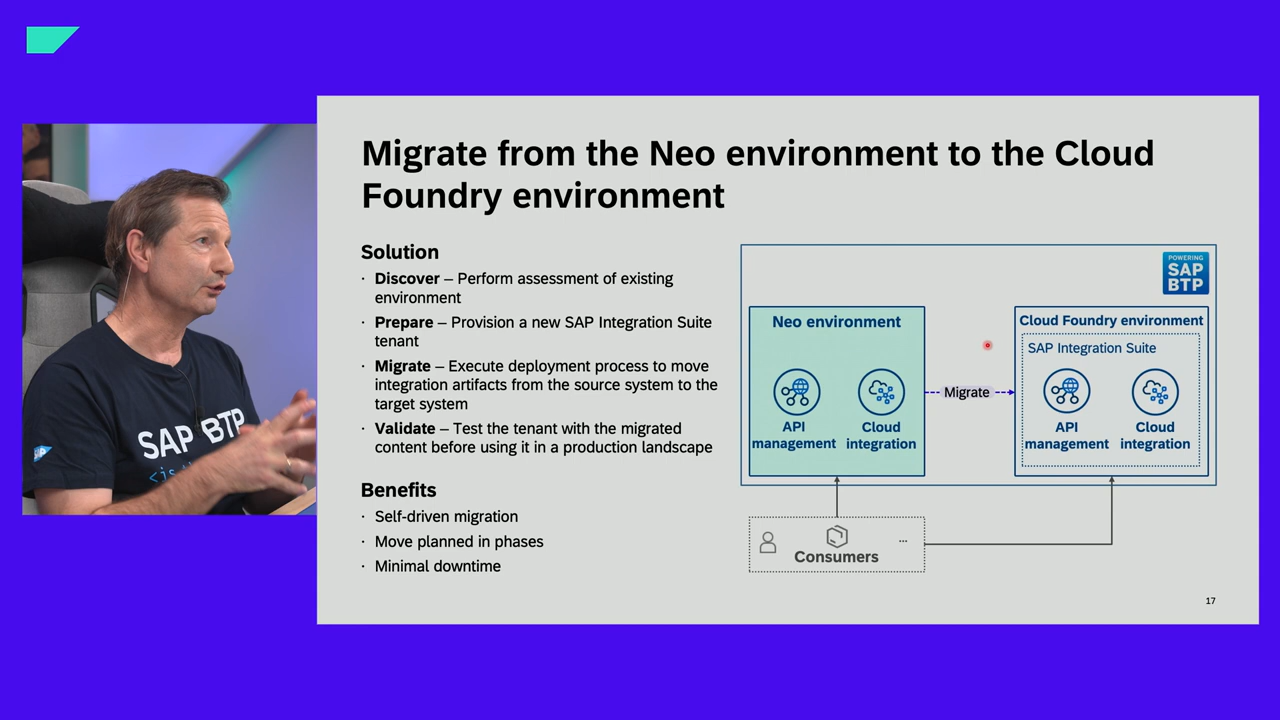 Migrate from the Neo environment to the Cloud
Foundry environment
Solution
· Discover – Perform assessment of existing
environment
· Prepare – Provision a new SAP Integration Suite
tenant
· Migrate – Execute deployment process to move
integration artifacts from the source system to the
target system
· Validate – Test the tenant with the migrated
content before using it in a production landscape
Benefits
· Self-driven migration
· Move planned in phases
· Minimal downtime
POWERING
SAP
BTP
Neo environment
API
management
Cloud
integration
Migrate
Cloud Foundry environment
SAP Integration Suite
API
management
Cloud
integration
Consumers
...
17
SAP BTP